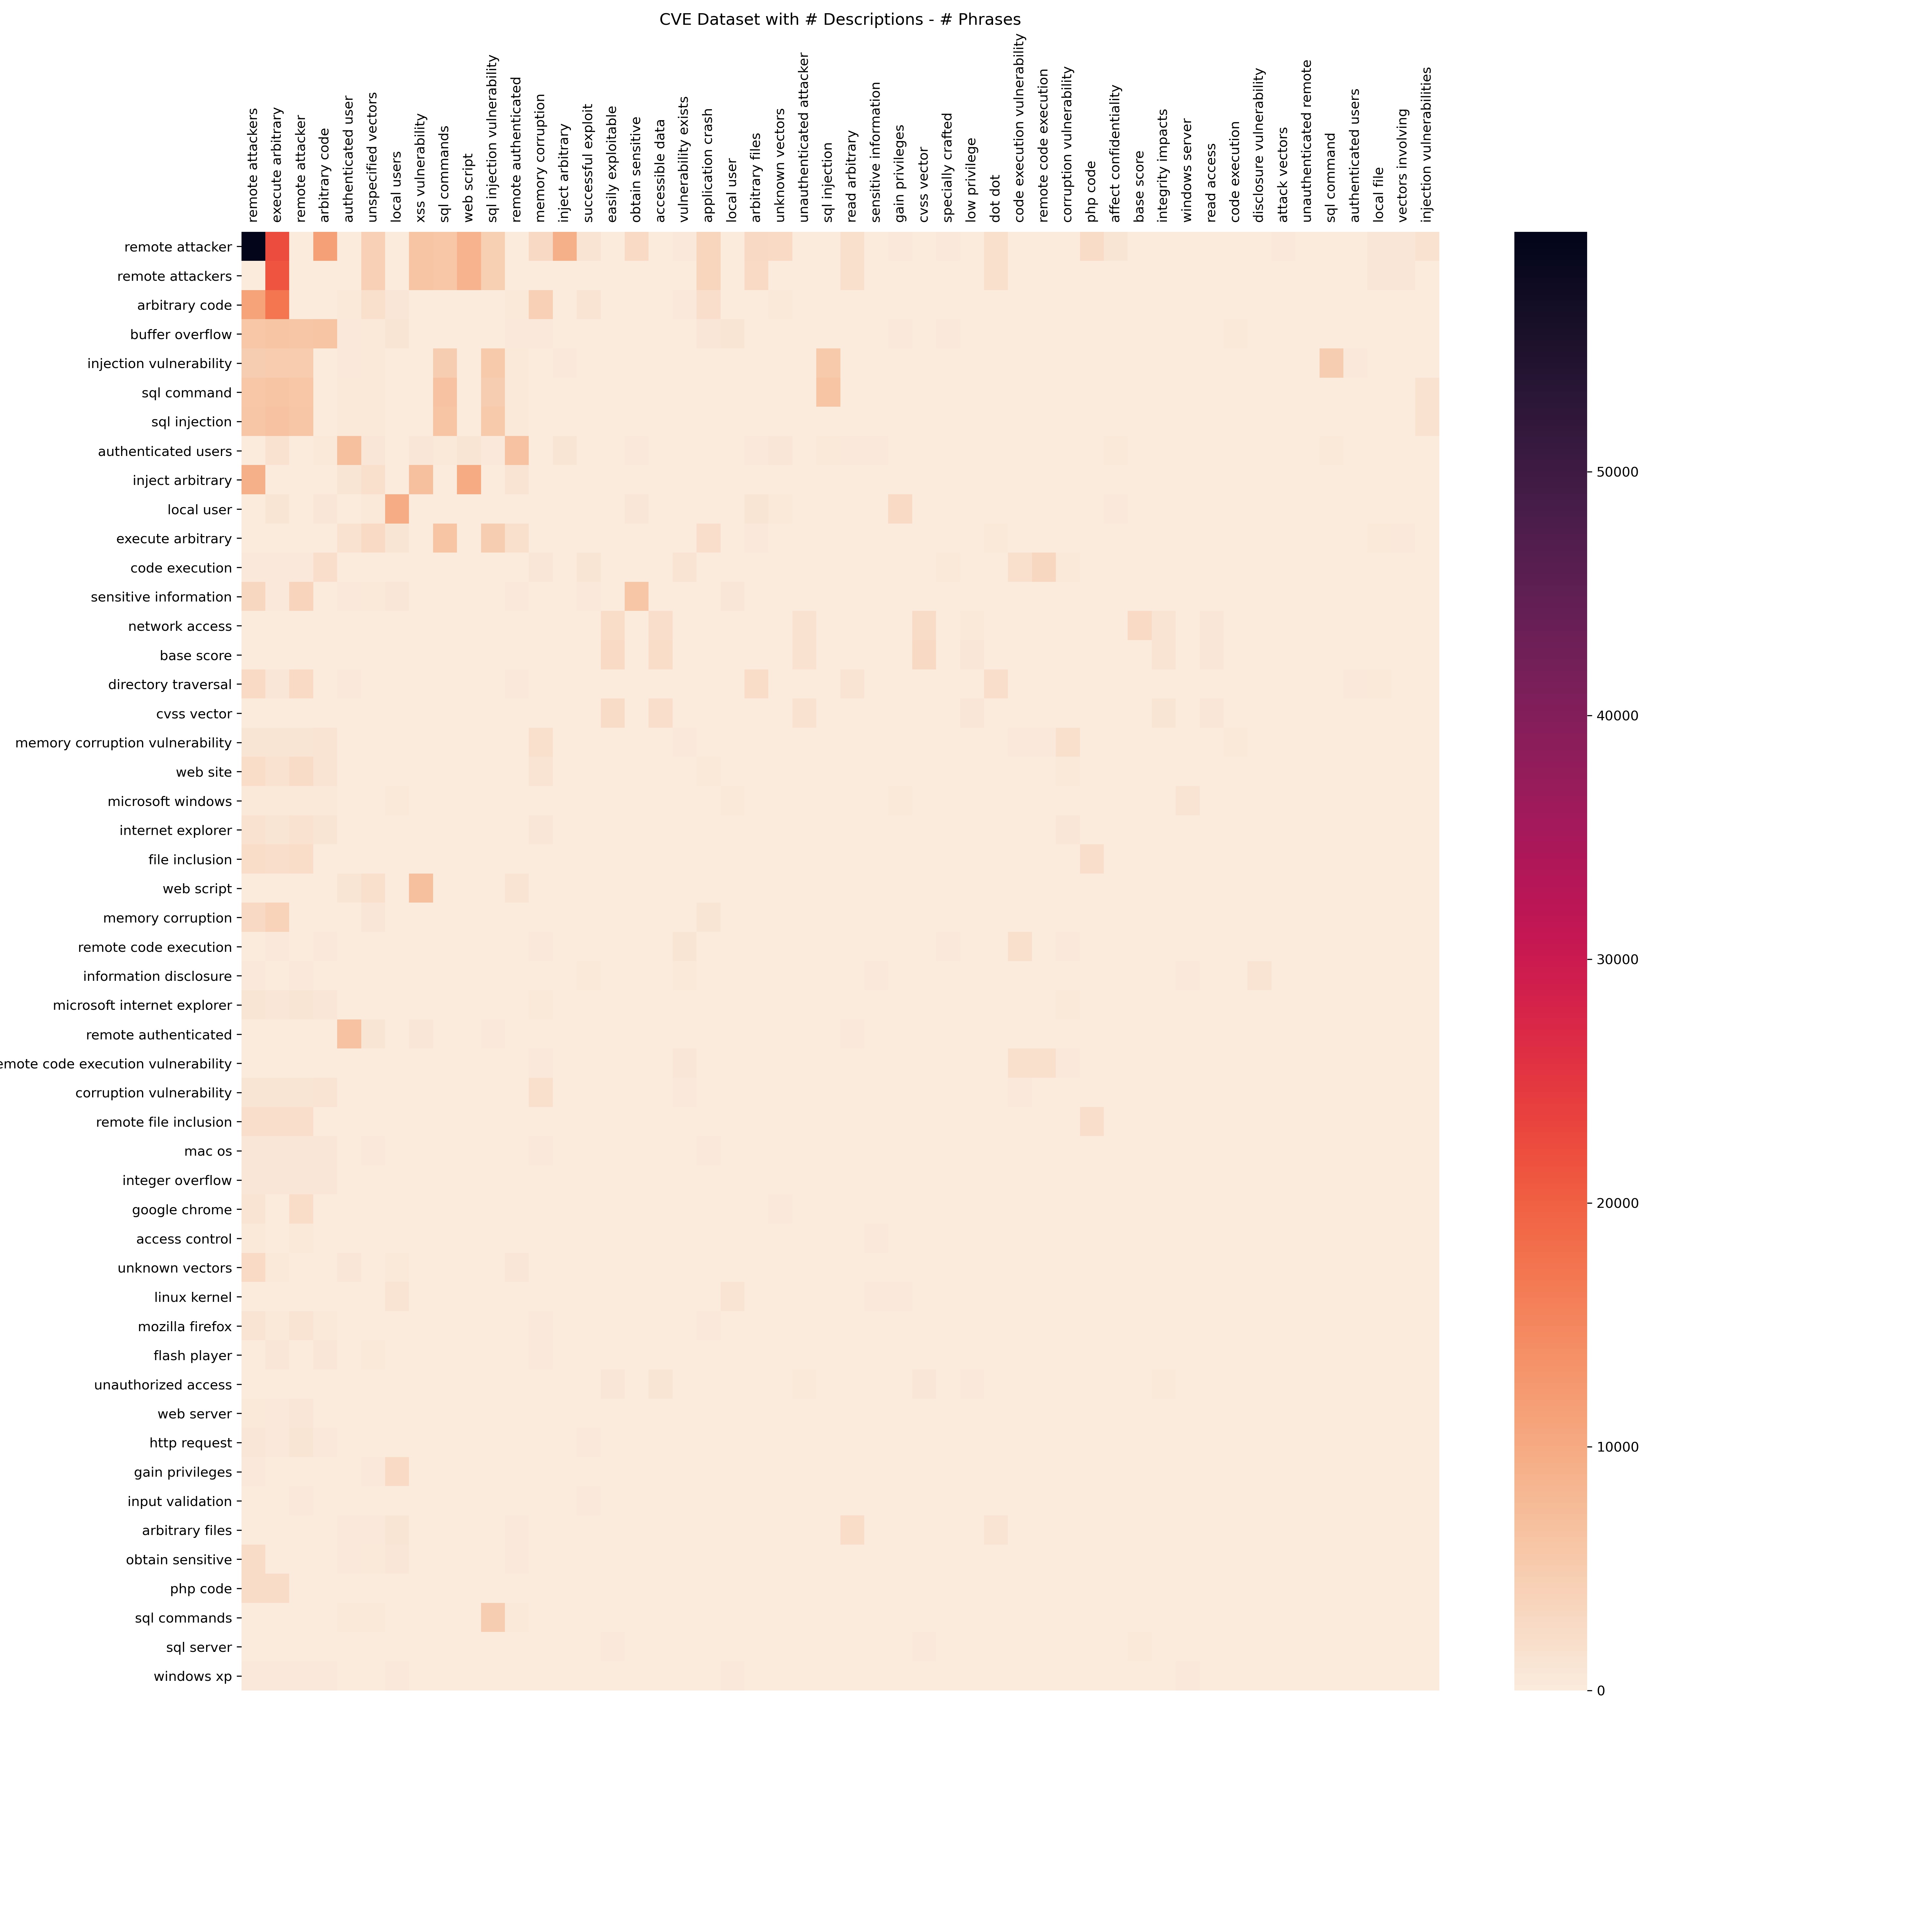 CVE Dataset with # Descriptions - # Phrases
remote attackers
execute arbitrary
remote attacker
arbitrary code
authenticated user
unspecified vectors
local users
xss vulnerability
sql commands
web script
sql injection vulnerability
remote authenticated
memory corruption
inject arbitrary
successful exploit
easily exploitable
obtain sensitive
accessible data
vulnerability exists
application crash
local user
arbitrary files
unknown vectors
unauthenticated attacker
sql injection
read arbitrary
sensitive information
gain privileges
cvss vector
specially crafted
low privilege
dot dot
code execution vulnerability
remote code execution
corruption vulnerability
php code
affect confidentiality
base score
integrity impacts
windows server
read access
code execution
disclosure vulnerability
attack vectors
unauthenticated remote
sql command
authenticated users
local file
vectors involving
injection vulnerabilities
remote attacker
remote attackers
arbitrary code
buffer overflow
injection vulnerability
sql command
sql injection
authenticated users
inject arbitrary
local user
execute arbitrary
code execution
sensitive information
network access
base score
directory traversal
cvss vector
memory corruption vulnerability
web site
microsoft windows
internet explorer
file inclusion
web script
memory corruption
remote code execution
information disclosure
microsoft internet explorer
remote authenticated
emote code execution vulnerability
corruption vulnerability
remote file inclusion
mac os
integer overflow
google chrome
access control
unknown vectors
linux kernel
mozilla firefox
flash player
unauthorized access
web server
http request
gain privileges
input validation
arbitrary files
obtain sensitive
php code
sql commands
sql server
windows xp
50000
40000
30000
20000
10000
0